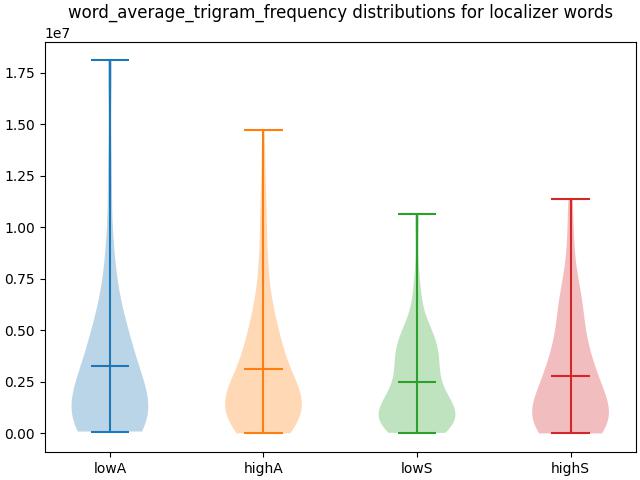 word_average_trigram_frequency distributions for localizer words
1e7
1.75
1.50
1.25
1.00
0.75
0.50
0.25
0.00
lowA highA lowS highS